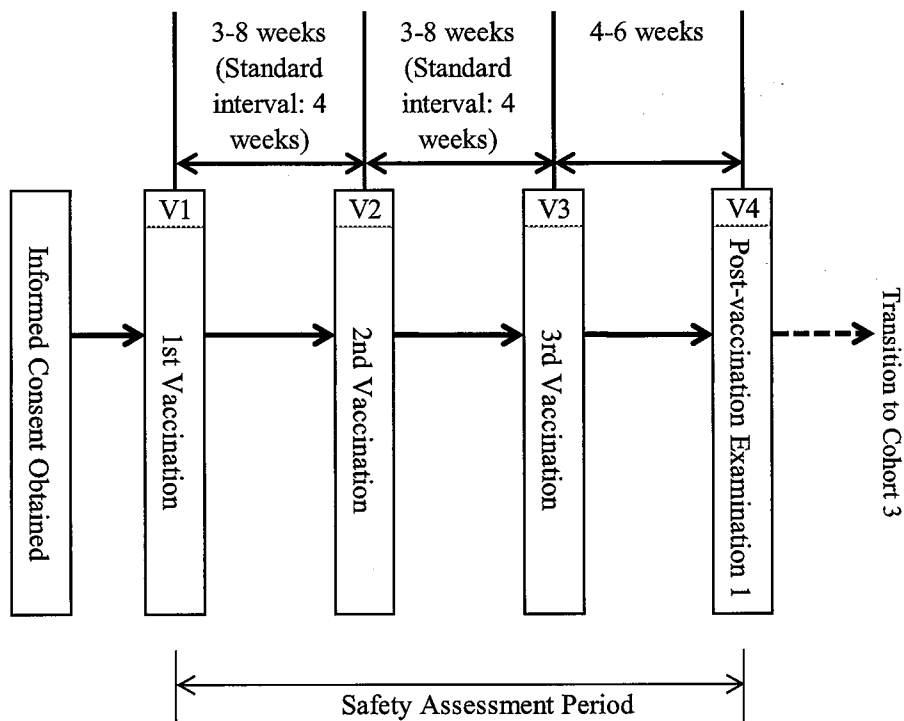 3-8 weeks
(Standard
interval: 4
weeks)
3-8 weeks
(Standard
interval: 4
weeks)
4-6 weeks
Informed Consent Obtained
V1
1st Vaccination
V2
2nd Vaccination
V3
3rd Vaccination
V4
Post-vaccination Examination 1
Transition to Cohort 3
Safety Assessment Period